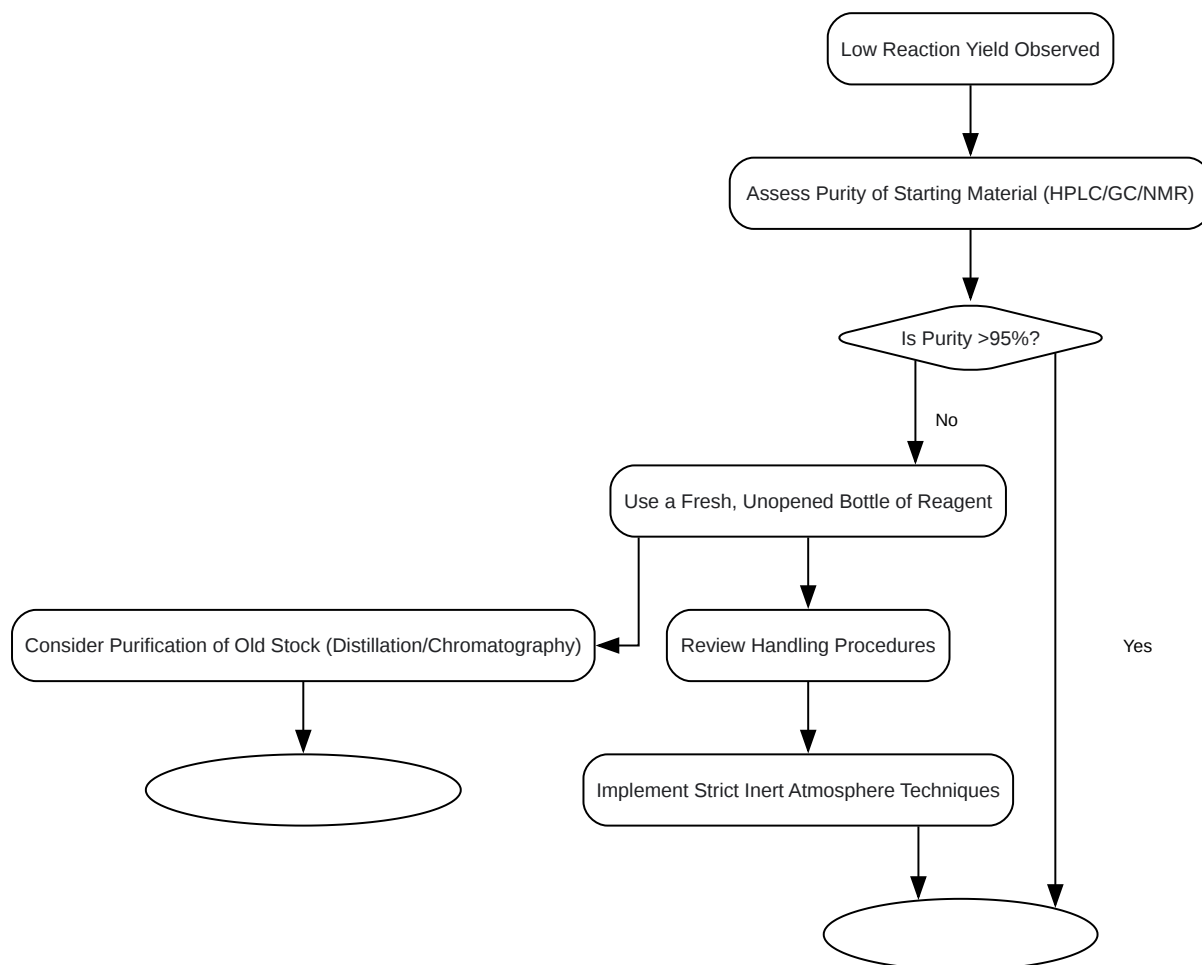 Low Reaction Yield Observed
Assess Purity of Starting Material (HPLC/GC/NMR)
Is Purity >95%?
No
Use a Fresh, Unopened Bottle of Reagent
Consider Purification of Old Stock (Distillation/Chromatography)
Review Handling Procedures
Yes
Implement Strict Inert Atmosphere Techniques